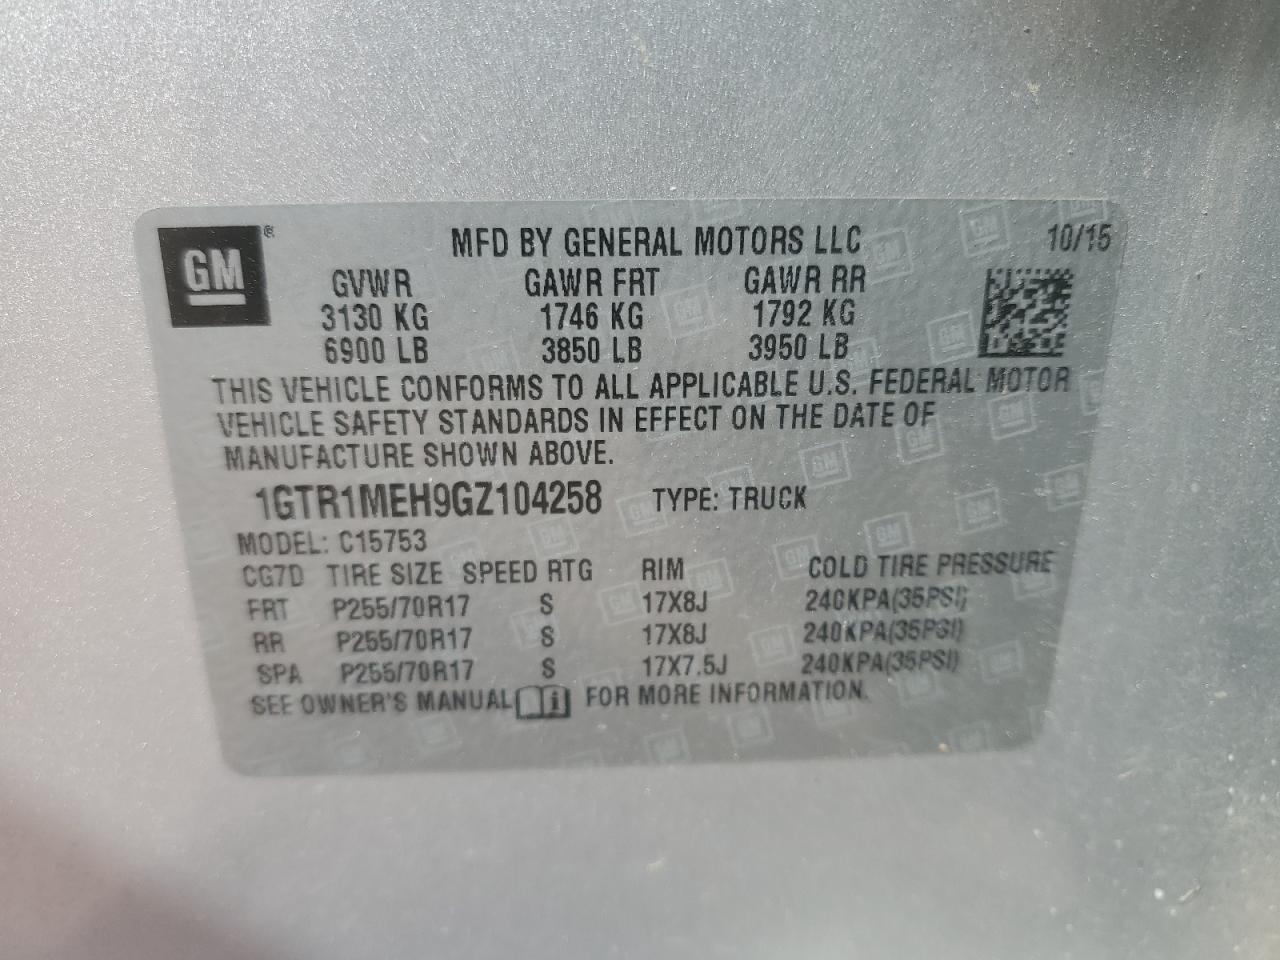 GM ® MFD BY GENERAL MOTORS LLC 10/15
GVWR GAWR FRT GAWR RR
3130 KG 1746 KG 1792 KG
6900 LB 3850 LB 3950 LB
THIS VEHICLE CONFORMS TO ALL APPLICABLE U.S. FEDERAL MOTOR
VEHICLE SAFETY STANDARDS IN EFFECT ON THE DATE OF
MANUFACTURE SHOWN ABOVE.
1GTR1MEH9GZ104258 TYPE: TRUCK
MODEL: C15753
CG7D TIRE SIZE SPEED RTG RIM COLD TIRE PRESSURE
FRT P255/70R17 S 17X8J 240KPA(35PSI)
RR P255/70R17 S 17X8J 240KPA(35PSI)
SPA P255/70R17 S 17X7.5J 240KPA(35PSI)
SEE OWNER'S MANUAL i FOR MORE INFORMATION.